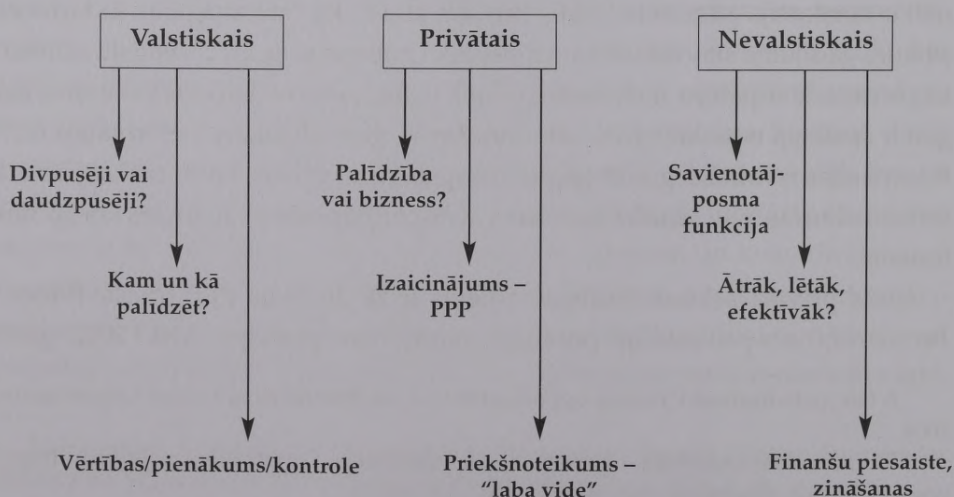 Valstiskais
Privātais
Nevalstiskais
Divpusēji vai
daudzpusēji?
Palīdzība
vai bizness?
Savienotāj-
posma
funkcija
Kam un kā
palīdzēt?
Izaicinājums –
PPP
Ātrāk, lētāk,
efektīvāk?
Vērtības/pienākums/kontrole
Priekšnoteikums –
“laba vide”
Finanšu piesaiste,
zināšanas